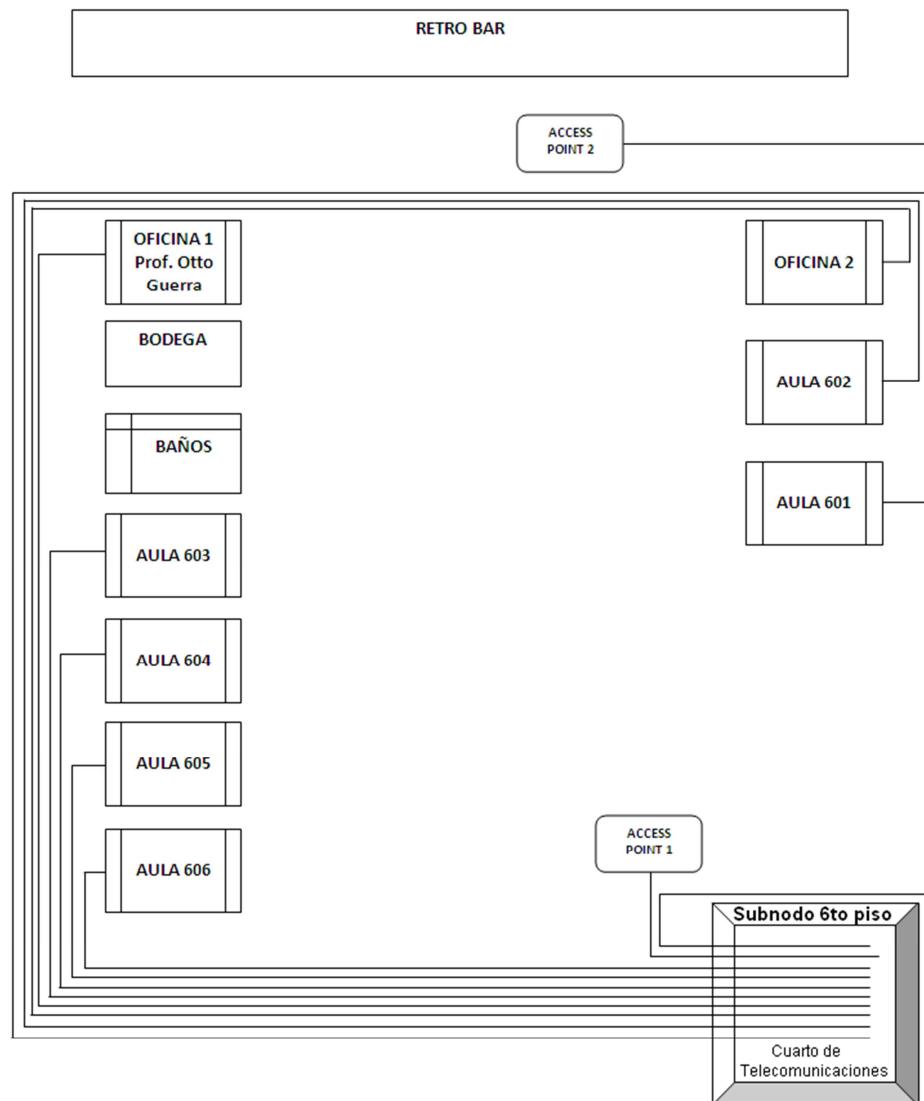 RETRO BAR
ACCESS
POINT 2
OFICINA 1
Prof. Otto
Guerra
OFICINA 2
BODEGA
AULA 602
BAÑOS
AULA 601
AULA 603
AULA 604
AULA 605
ACCESS
POINT 1
AULA 606
Subnodo 6to piso
Cuarto de
Telecomunicaciones